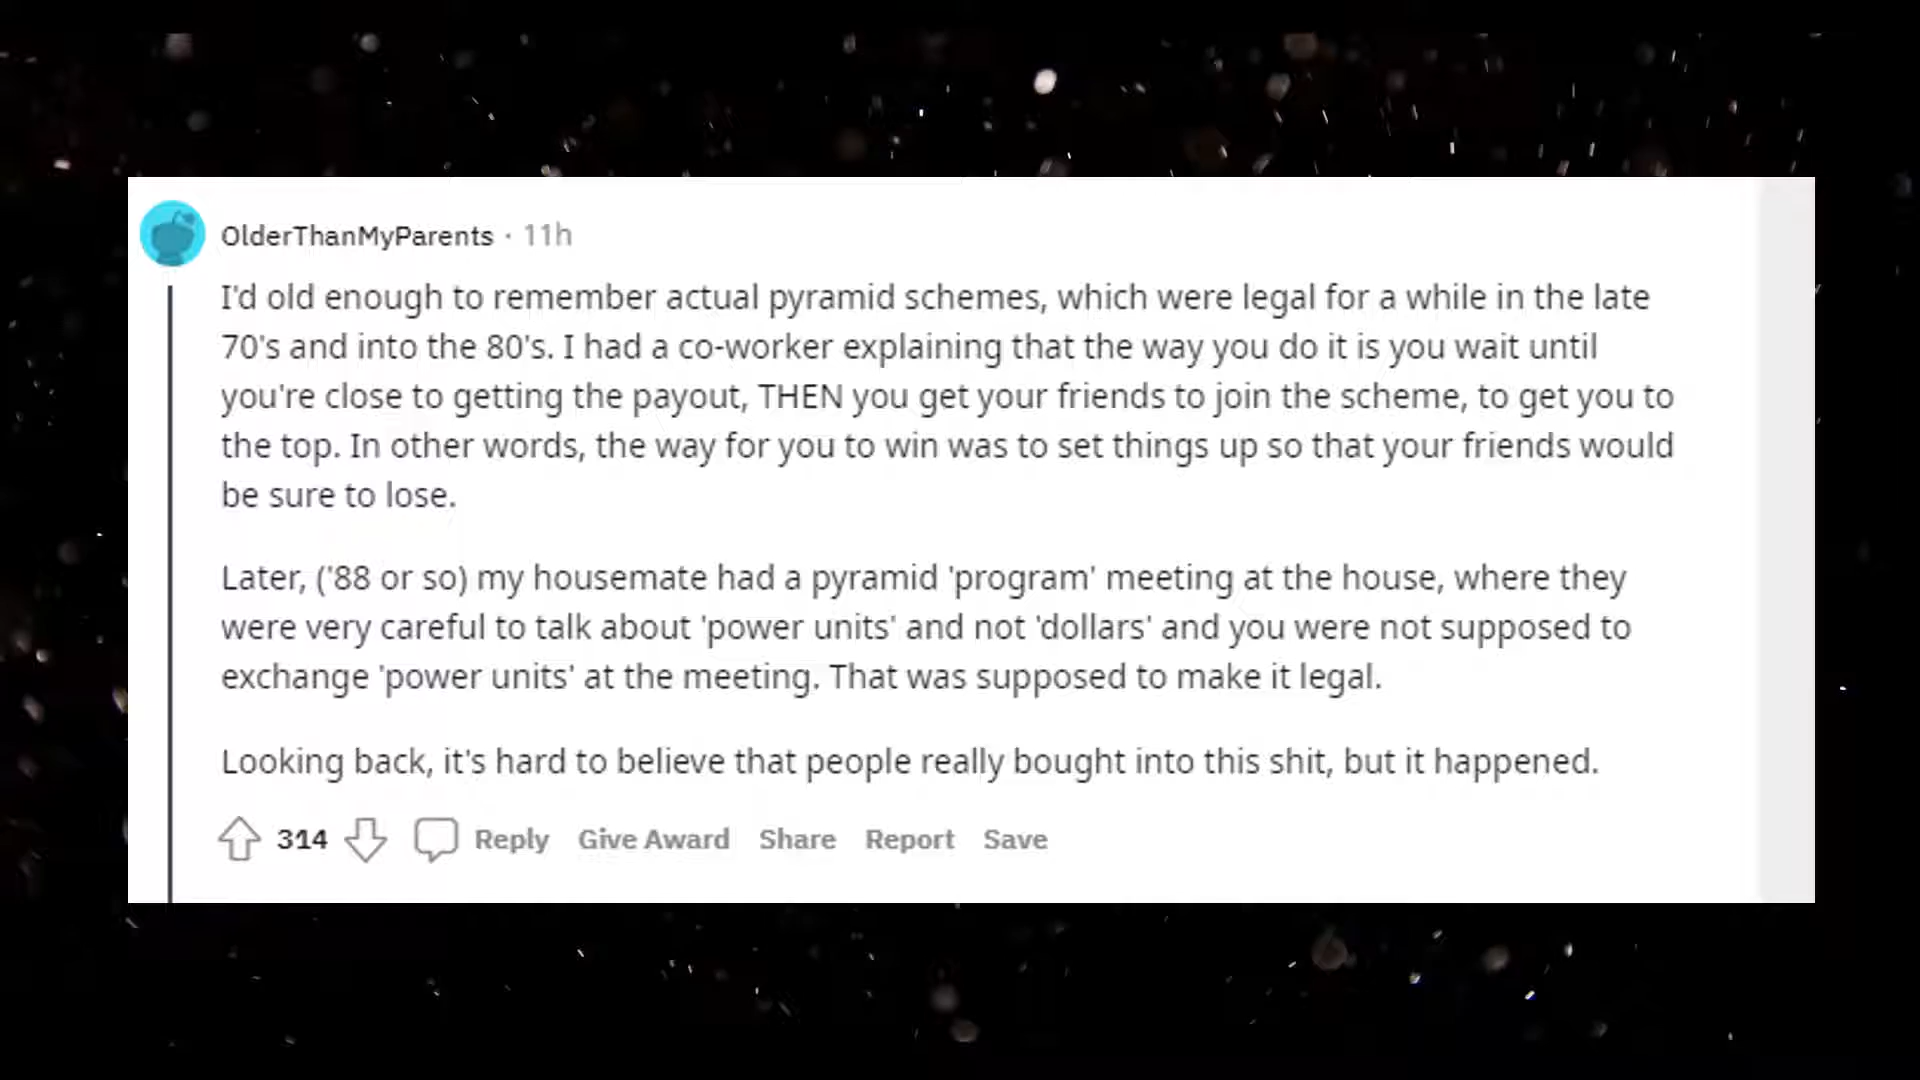 OlderThanMyParents · 11h
I'd old enough to remember actual pyramid schemes, which were legal for a while in the late
70's and into the 80's. I had a co-worker explaining that the way you do it is you wait until
you're close to getting the payout, THEN you get your friends to join the scheme, to get you to
the top. In other words, the way for you to win was to set things up so that your friends would
be sure to lose.
Later, ('88 or so) my housemate had a pyramid 'program' meeting at the house, where they
were very careful to talk about 'power units' and not 'dollars' and you were not supposed to
exchange 'power units' at the meeting. That was supposed to make it legal.
Looking back, it's hard to believe that people really bought into this shit, but it happened.
314 Reply Give Award Share Report Save